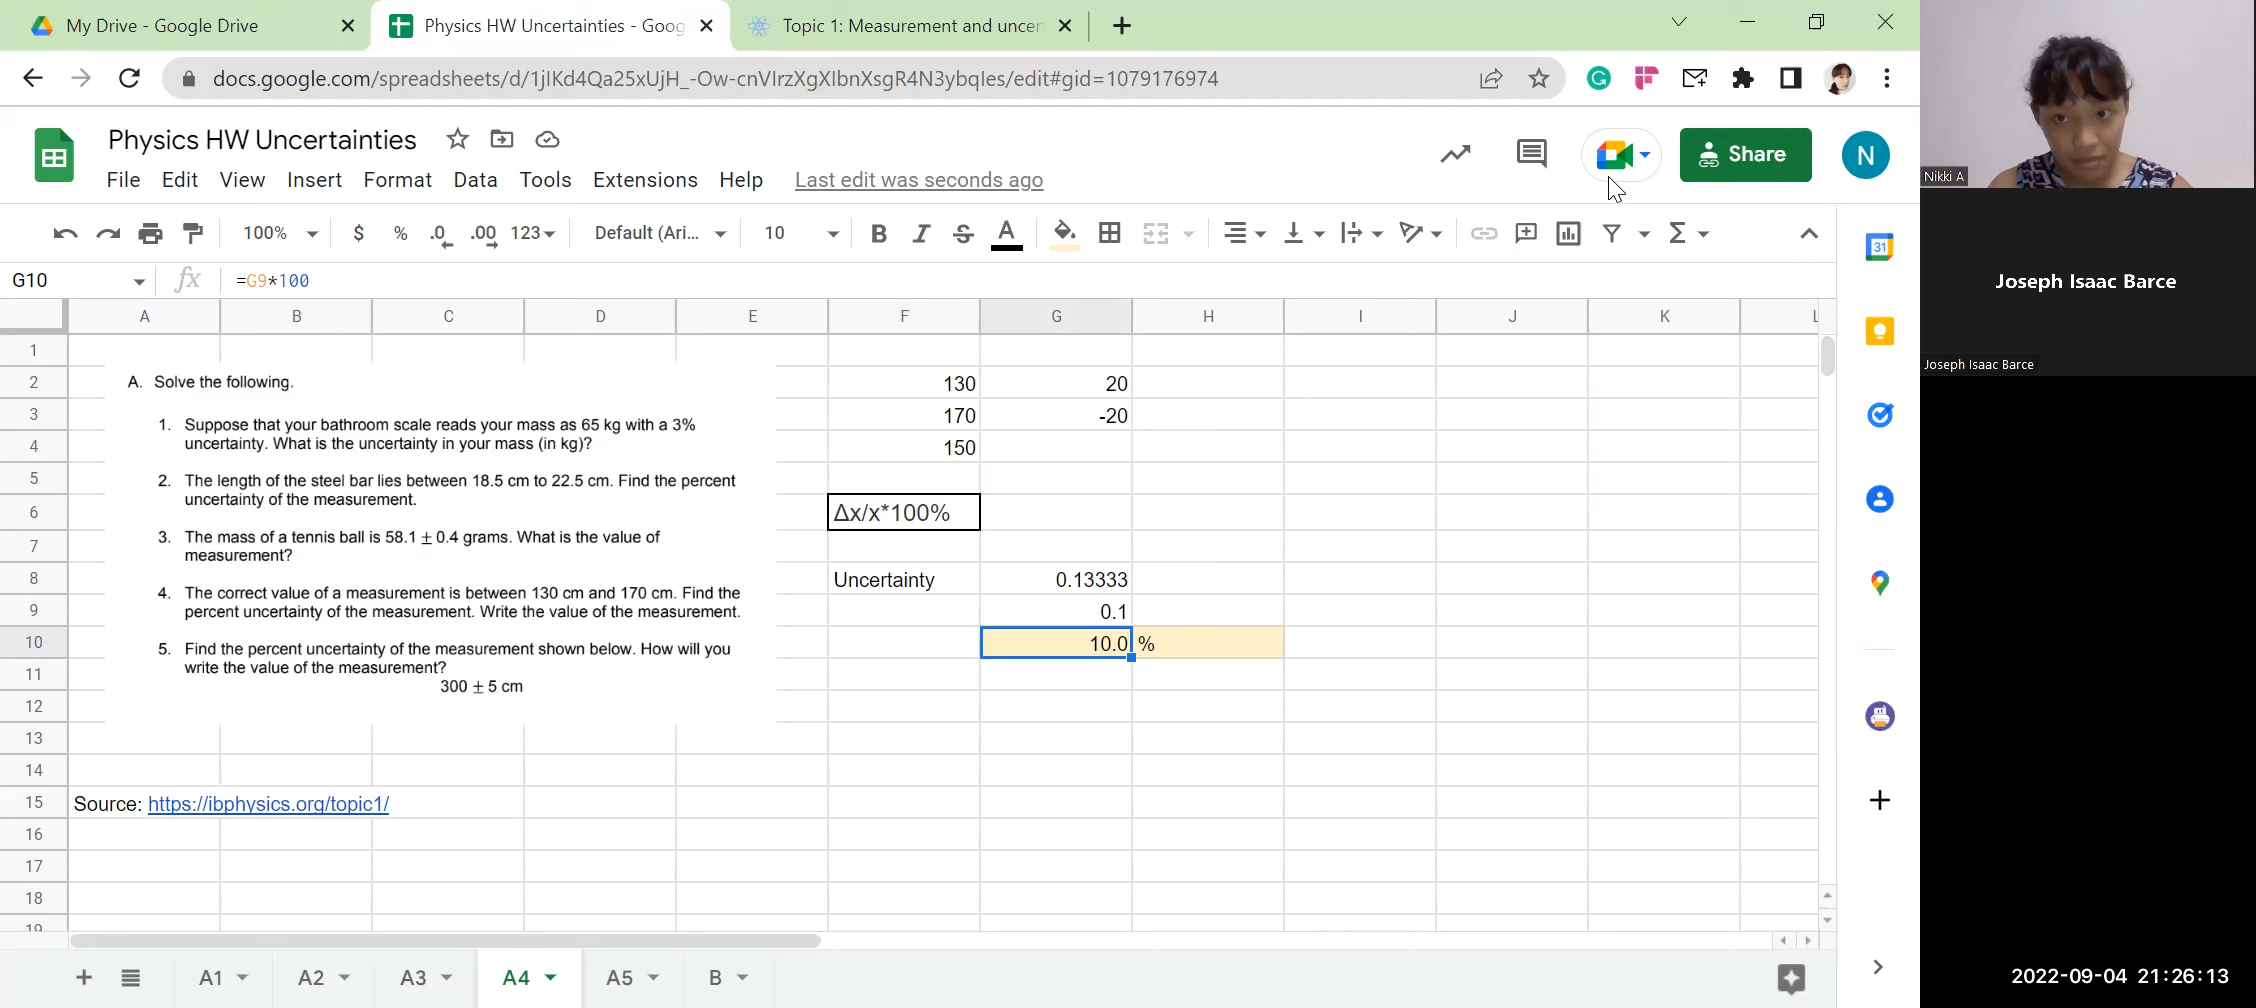 My Drive - Google Drive
Physics HW Uncertainties - Goog
Topic 1: Measurement and uncer
docs.google.com/spreadsheets/d/1jIKd4Qa25xUjH_-Ow-cnVIrzXgXIbnXsgR4N3ybqIes/edit#gid=1079176974
Physics HW Uncertainties
Share
N
File Edit View Insert Format Data Tools Extensions Help Last edit was seconds ago
100% $ % .0 .00 123 Default (Ari... 10 B I S A
G10 fx =G9*100
A B C D E F G H I J K L
1
2 130 20
3 170 -20
4 150
5
6 Δx/x*100%
7
8 Uncertainty 0.13333
9 0.1
10 10.0 %
11
12
13
14
15 Source: https://ibphysics.org/topic1/
16
17
18
19
A. Solve the following.
1. Suppose that your bathroom scale reads your mass as 65 kg with a 3%
uncertainty. What is the uncertainty in your mass (in kg)?
2. The length of the steel bar lies between 18.5 cm to 22.5 cm. Find the percent
uncertainty of the measurement.
3. The mass of a tennis ball is 58.1 ± 0.4 grams. What is the value of
measurement?
4. The correct value of a measurement is between 130 cm and 170 cm. Find the
percent uncertainty of the measurement. Write the value of the measurement.
5. Find the percent uncertainty of the measurement shown below. How will you
write the value of the measurement?
300 ± 5 cm
A1 A2 A3 A4 A5 B
31
Nikki A
Joseph Isaac Barce
Joseph Isaac Barce
2022-09-04 21:26:13